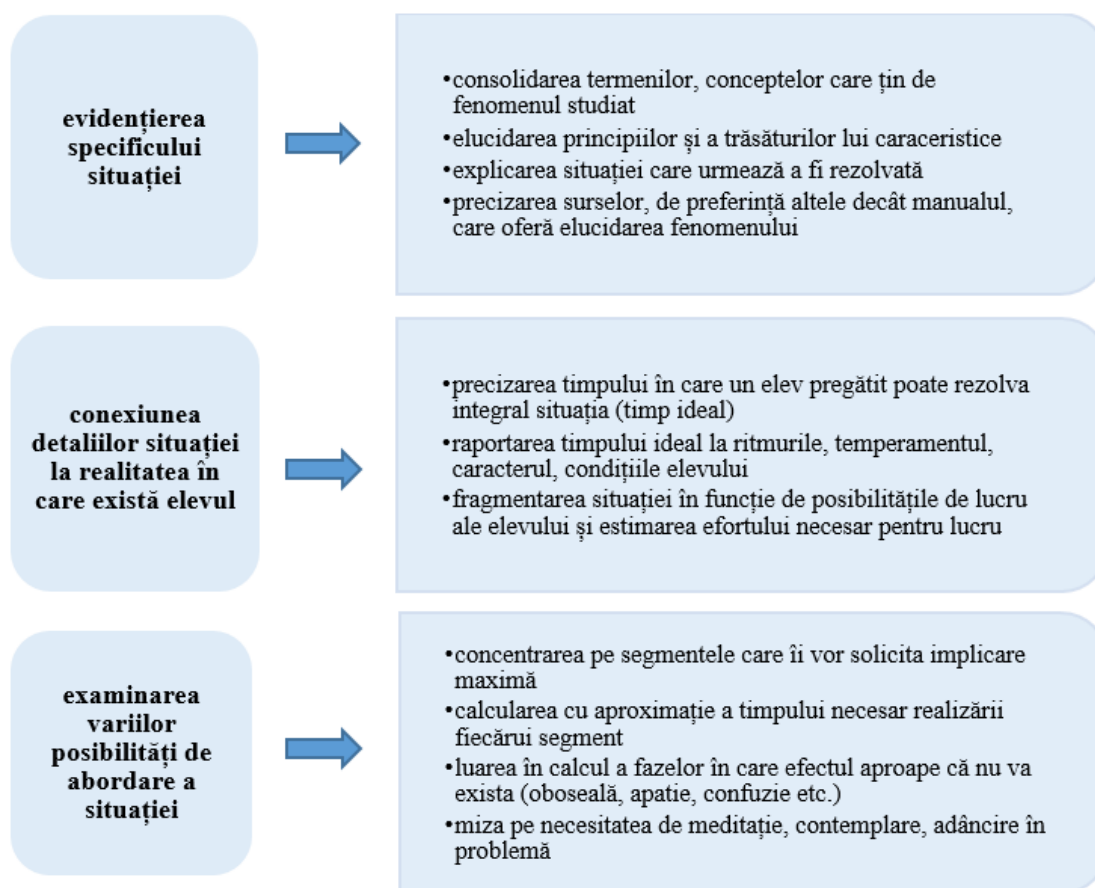 evidențierea
specificului
situației
•consolidarea termenilor, conceptelor care țin de
fenomenul studiat
•elucidarea principiilor și a trăsăturilor lui caraceristice
•explicarea situației care urmează a fi rezolvată
•precizarea surselor, de preferință altele decât manualul,
care oferă elucidarea fenomenului
conexiunea
detaliilor situației
la realitatea în
care există elevul
•precizarea timpului în care un elev pregătit poate rezolva
integral situația (timp ideal)
•raportarea timpului ideal la ritmurile, temperamentul,
caracterul, condițiile elevului
•fragmentarea situației în funcție de posibilitățile de lucru
ale elevului și estimarea efortului necesar pentru lucru
examinarea
variilor
posibilități de
abordare a
situației
•concentrarea pe segmentele care îi vor solicita implicare
maximă
•calcularea cu aproximație a timpului necesar realizării
fiecărui segment
•luarea în calcul a fazelor în care efectul aproape că nu va
exista (oboseală, apatie, confuzie etc.)
•miza pe necesitatea de meditație, contemplare, adâncire în
problemă